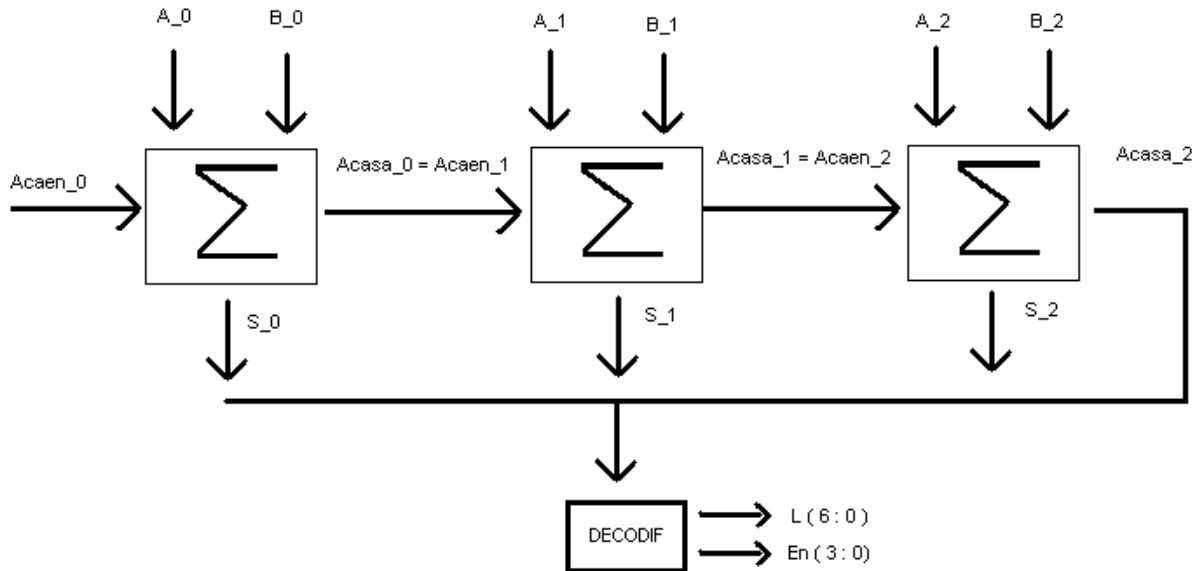 A_0
B_0
A_1
B_1
A_2
B_2
Acaen_0
Acasa_0 = Acaen_1
Acasa_1 = Acaen_2
Acasa_2
S_0
S_1
S_2
DECODIF
L ( 6 : 0 )
En ( 3 : 0 )